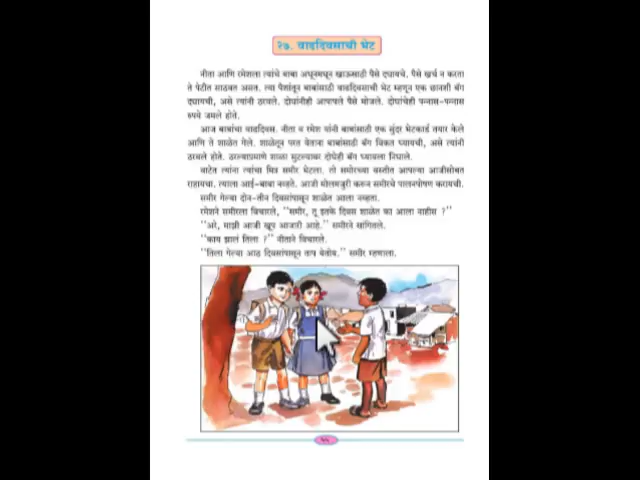 २७. वाढदिवसाची भेट
नीता आणि रमेशला त्यांचे बाबा अधूनमधून खाऊसाठी पैसे द्यायचे. पैसे खर्च न करता
ते पेटीत साठवत असत. त्या पैशांतून बाबांसाठी वाढदिवसाची भेट म्हणून एक छानशी बॅग
द्यायची, असे त्यांनी ठरवले. दोघांनीही आपापले पैसे मोजले. दोघांचेही पन्नास-पन्नास
रुपये जमले होते.
आज बाबांचा वाढदिवस. नीता व रमेश यांनी बाबांसाठी एक सुंदर भेटकार्ड तयार केले
आणि ते शाळेत गेले. शाळेतून परत येताना बाबांसाठी बॅग विकत घ्यायची, असे त्यांनी
ठरवले होते. ठरल्याप्रमाणे शाळा सुटल्यावर दोघेही बॅग घ्यायला निघाले.
वाटेत त्यांना त्यांचा मित्र समीर भेटला. तो समोरच्या वस्तीत आपल्या आजीसोबत
राहायचा. त्याला आई-बाबा नव्हते. आजी मोलमजुरी करून समीरचे पालनपोषण करायची.
समीर गेल्या दोन-तीन दिवसांपासून शाळेत आला नव्हता.
रमेशने समीरला विचारले, “समीर, तू इतके दिवस शाळेत का आला नाहीस ?”
“अरे, माझी आजी खूप आजारी आहे.” समीरने सांगितले.
“काय झालं तिला ?” नीताने विचारले.
“तिला गेल्या आठ दिवसांपासून ताप येतोय.” समीर म्हणाला.